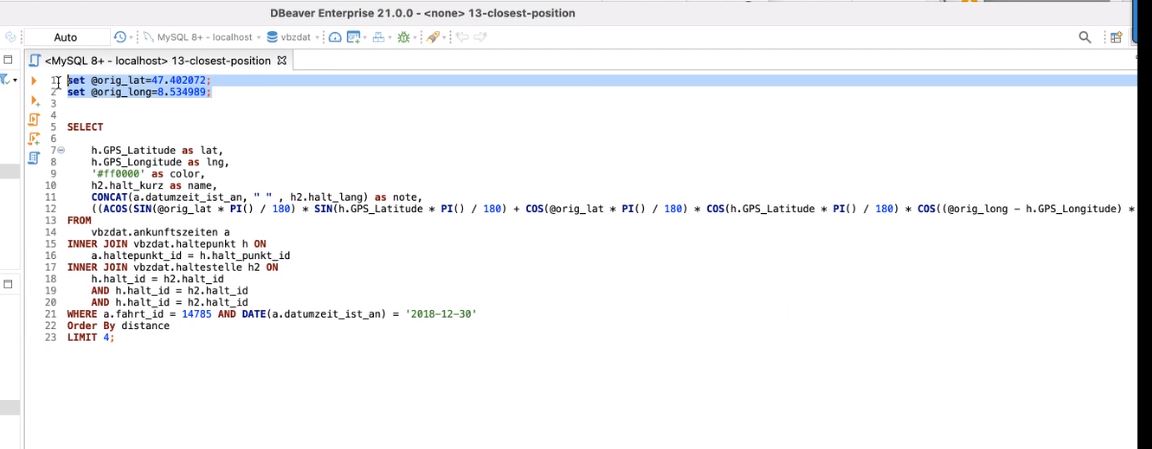 DBeaver Enterprise 21.0.0 - <none> 13-closest-position
Auto
MySQL 8+ - localhost
vbzdat
<MySQL 8+ - localhost> 13-closest-position
1 set @orig_lat=47.402072;
2 set @orig_long=8.534989;
3
4
5 SELECT
6
7 h.GPS_Latitude as lat,
8 h.GPS_Longitude as lng,
9 '#ff0000' as color,
10 h2.halt_kurz as name,
11 CONCAT(a.datumzeit_ist_an, " " , h2.halt_lang) as note,
12 ((ACOS(SIN(@orig_lat * PI() / 180) * SIN(h.GPS_Latitude * PI() / 180) + COS(@orig_lat * PI() / 180) * COS(h.GPS_Latitude * PI() / 180) * COS((@orig_long - h.GPS_Longitude) *
13 FROM
14 vbzdat.ankunftszeiten a
15 INNER JOIN vbzdat.haltepunkt h ON
16 a.haltepunkt_id = h.halt_punkt_id
17 INNER JOIN vbzdat.haltestelle h2 ON
18 h.halt_id = h2.halt_id
19 AND h.halt_id = h2.halt_id
20 AND h.halt_id = h2.halt_id
21 WHERE a.fahrt_id = 14785 AND DATE(a.datumzeit_ist_an) = '2018-12-30'
22 Order By distance
23 LIMIT 4;